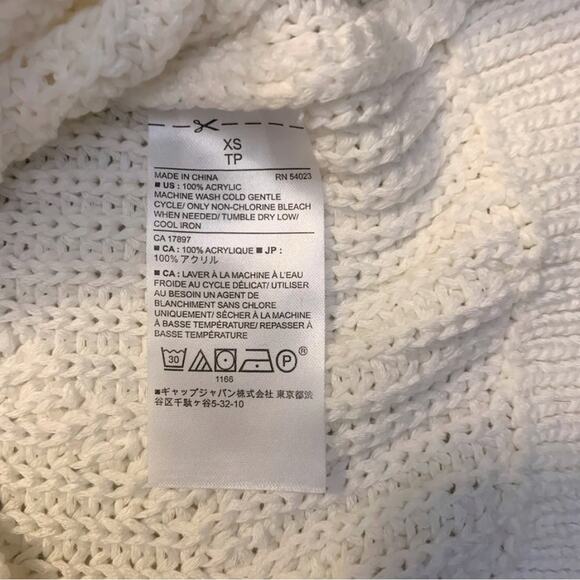 XS
TP
MADE IN CHINA RN 54023
■ US : 100% ACRYLIC
MACHINE WASH COLD GENTLE
CYCLE/ ONLY NON-CHLORINE BLEACH
WHEN NEEDED/ TUMBLE DRY LOW/
COOL IRON
CA 17897
■ CA : 100% ACRYLIQUE ■ JP :
100% アクリル
■ CA : LAVER À LA MACHINE À L'EAU
FROIDE AU CYCLE DÉLICAT/ UTILISER
AU BESOIN UN AGENT DE
BLANCHIMENT SANS CHLORE
UNIQUEMENT/ SÉCHER À LA MACHINE
À BASSE TEMPÉRATURE/ REPASSER À
BASSE TEMPÉRATURE
30 P ®
1166
■ギャップジャパン株式会社 東京都渋
谷区千駄ヶ谷5-32-10